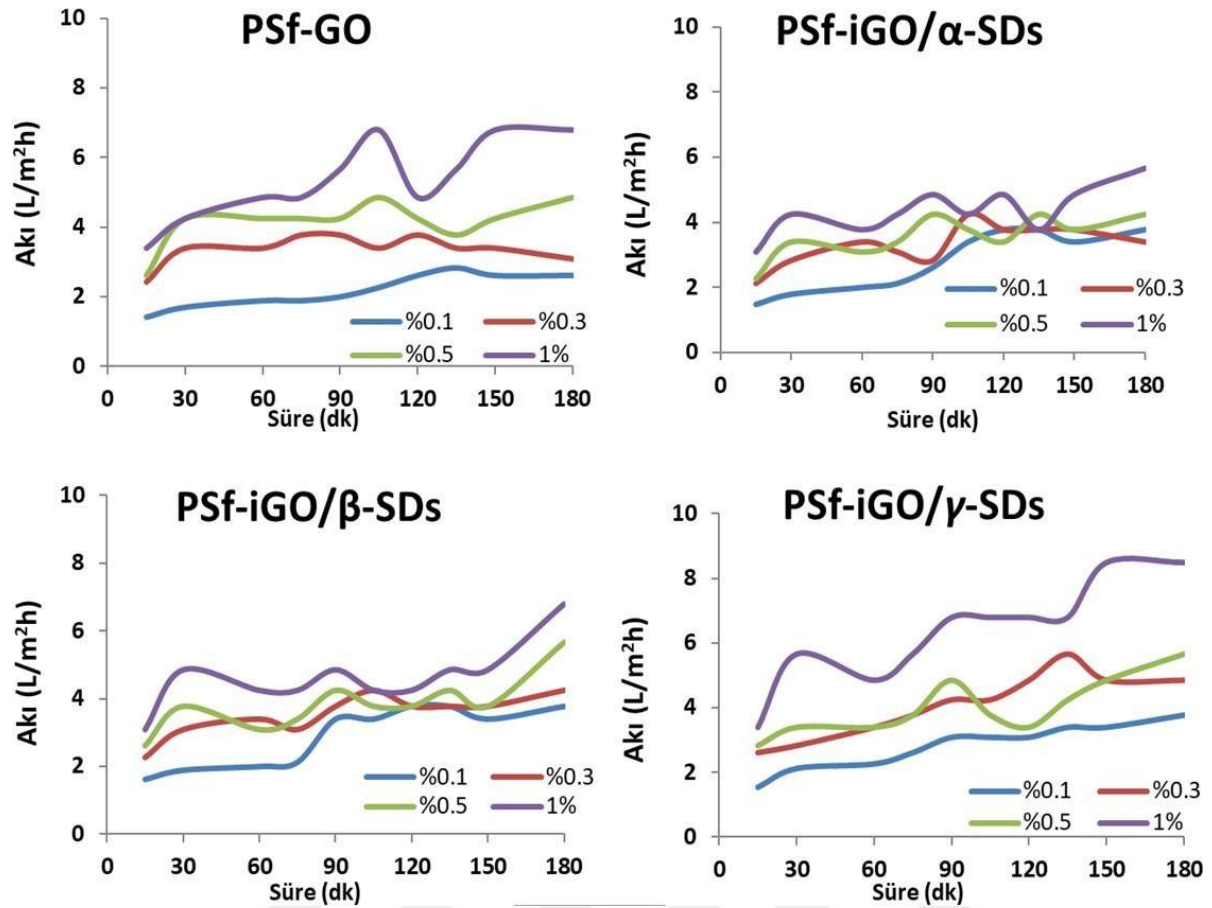 PSf-GO
Akı (L/m²h)
10
8
6
4
2
0
0 30 60 90 120 150 180
Süre (dk)
%0.1 %0.3
%0.5 1%
PSf-iGO/α-SDs
Akı (L/m²h)
10
8
6
4
2
0
0 30 60 90 120 150 180
Süre (dk)
%0.1 %0.3
%0.5 1%
PSf-iGO/β-SDs
Akı (L/m²h)
10
8
6
4
2
0
0 30 60 90 120 150 180
Süre (dk)
%0.1 %0.3
%0.5 1%
PSf-iGO/γ-SDs
Akı (L/m²h)
10
8
6
4
2
0
0 30 60 90 120 150 180
Süre (dk)
%0.1 %0.3
%0.5 1%